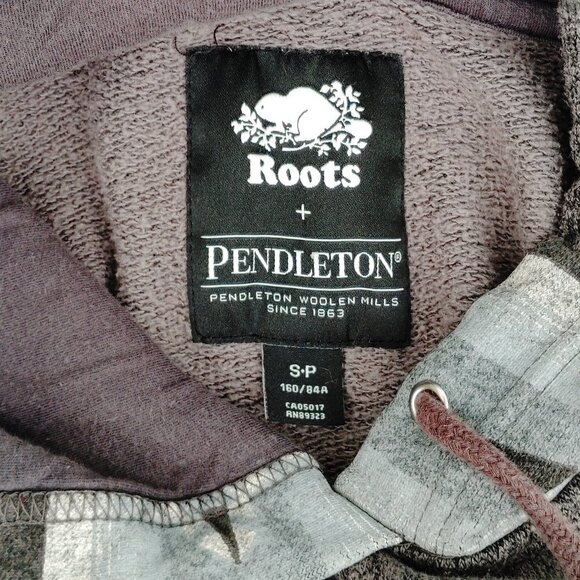 Roots
+
PENDLETON®
PENDLETON WOOLEN MILLS
SINCE 1863
S·P
160/84A
CA05017
RN89323